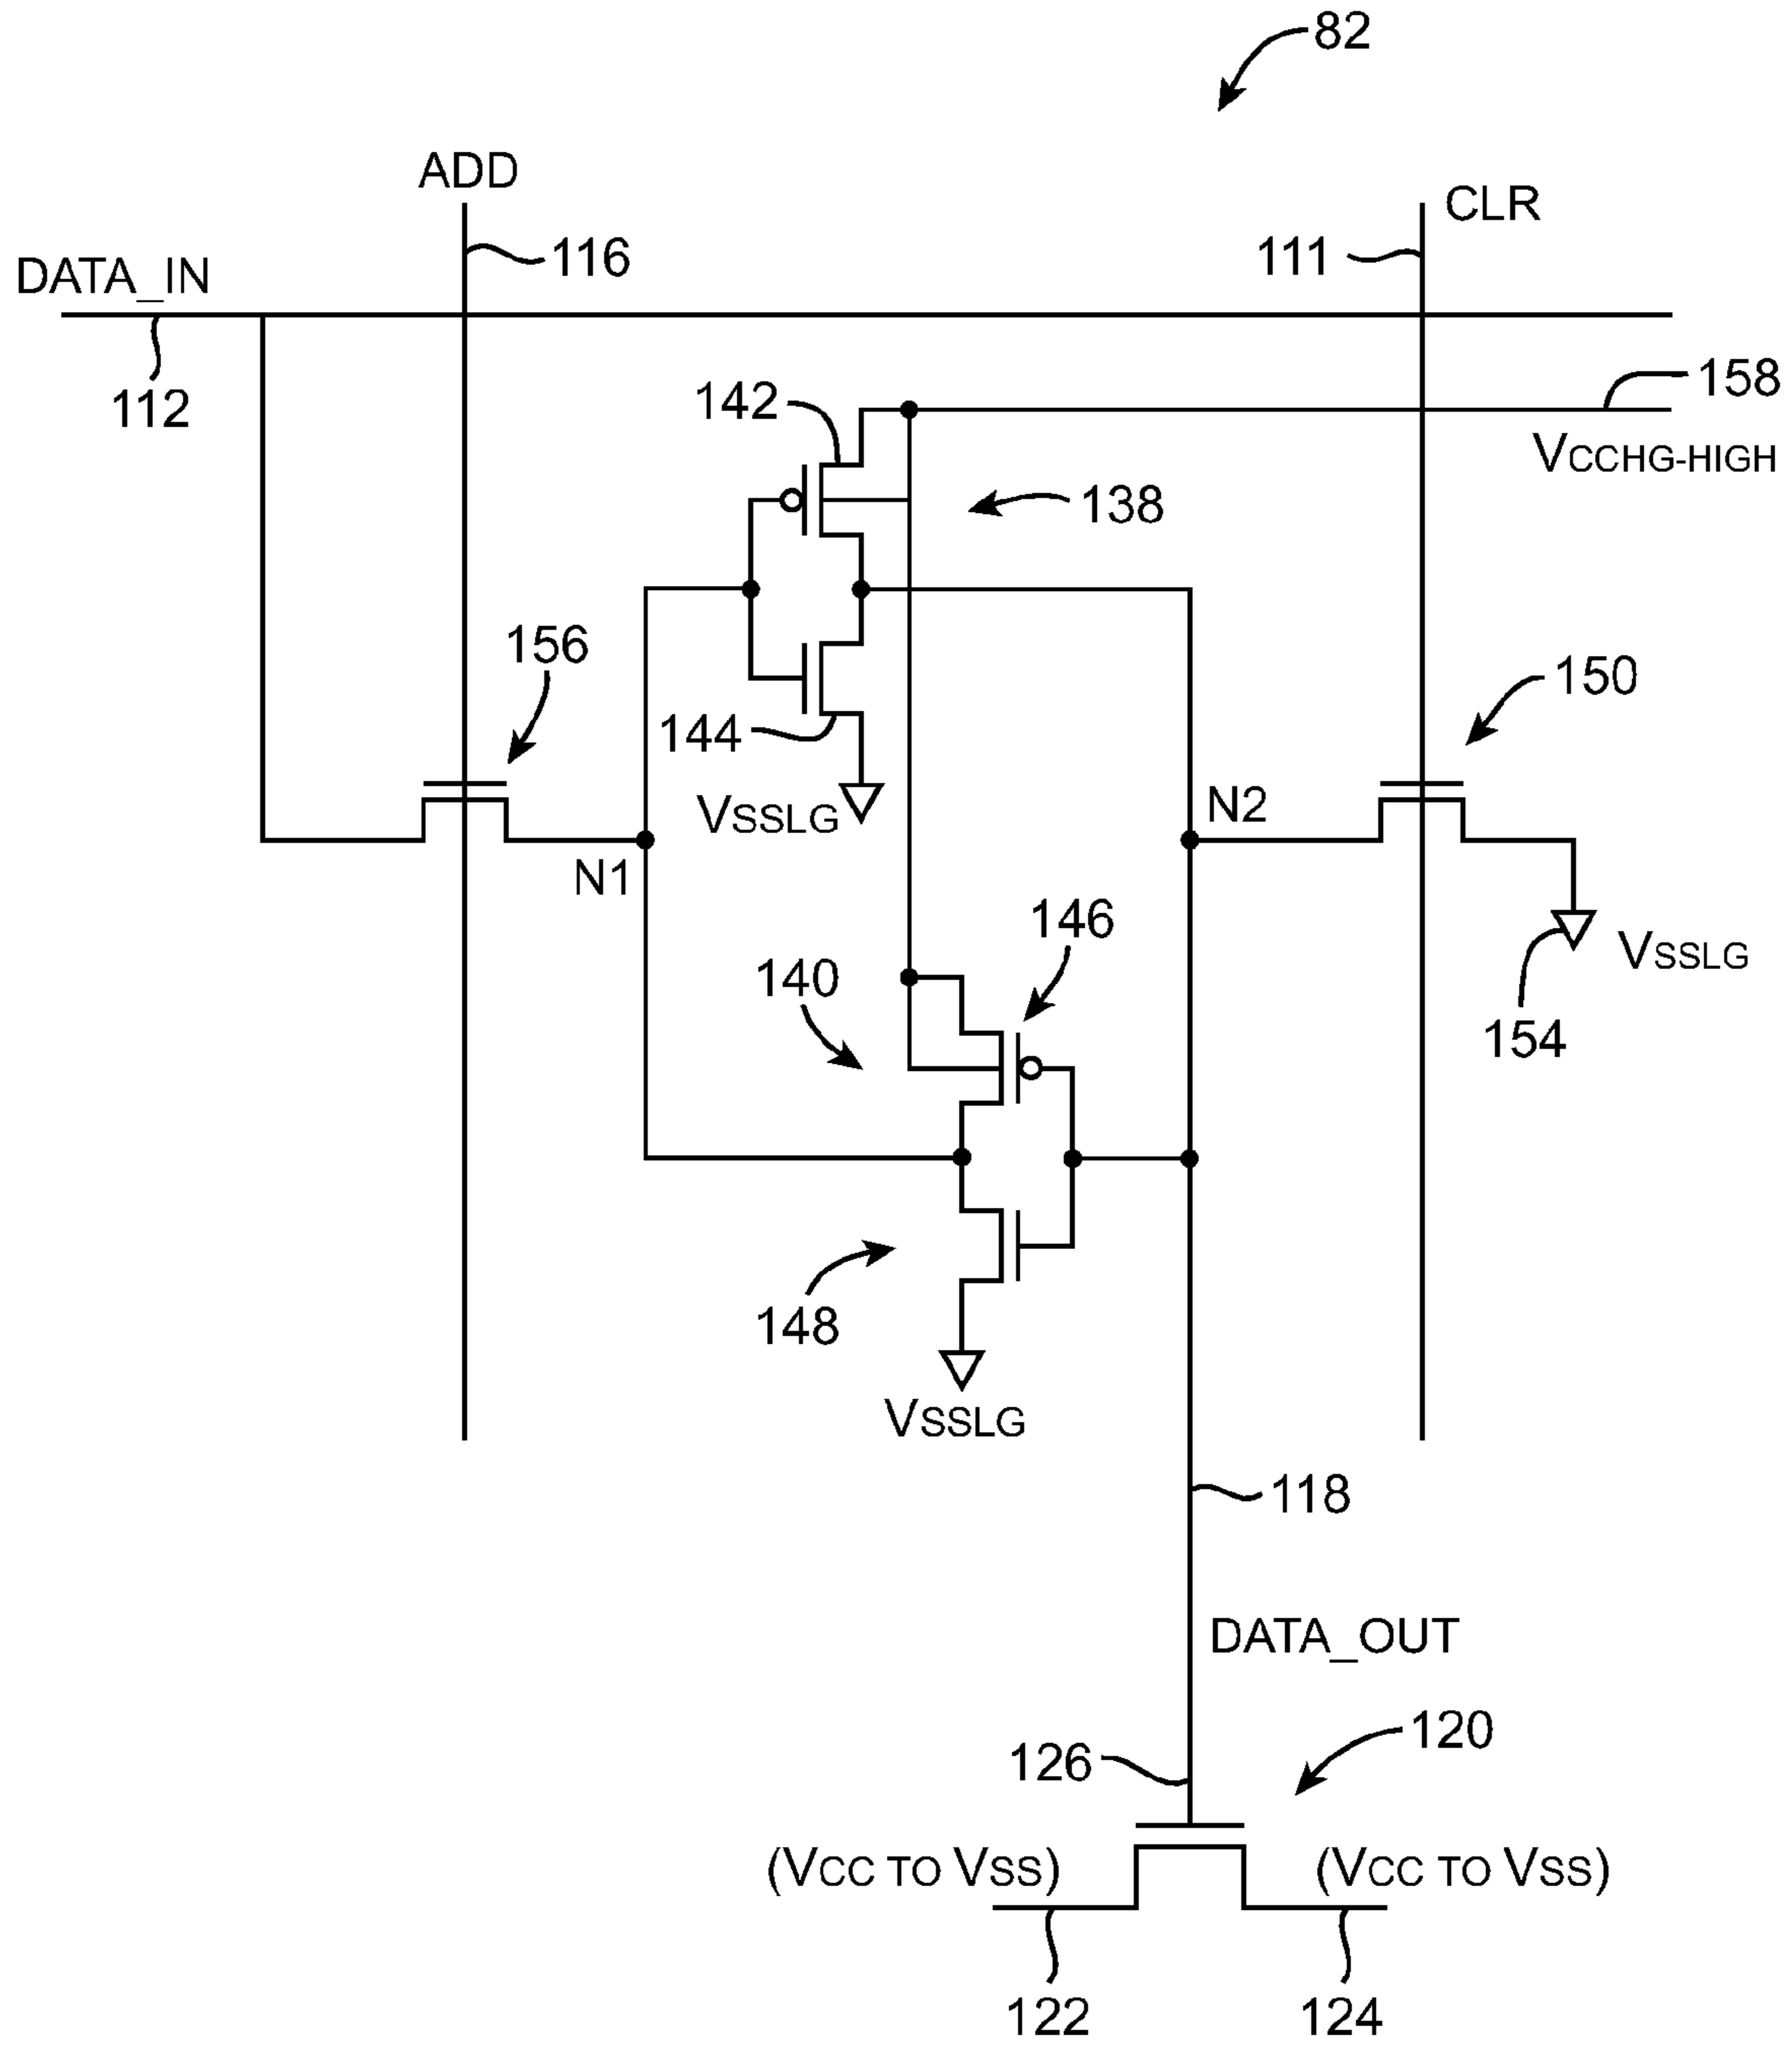 82
ADD
CLR
116
111
DATA_IN
112
142
158
VCCHG-HIGH
138
156
150
144
VSSLG
N2
N1
146
140
VSSLG
154
148
VSSLG
118
DATA_OUT
126
120
(VCC TO VSS)
(VCC TO VSS)
122
124